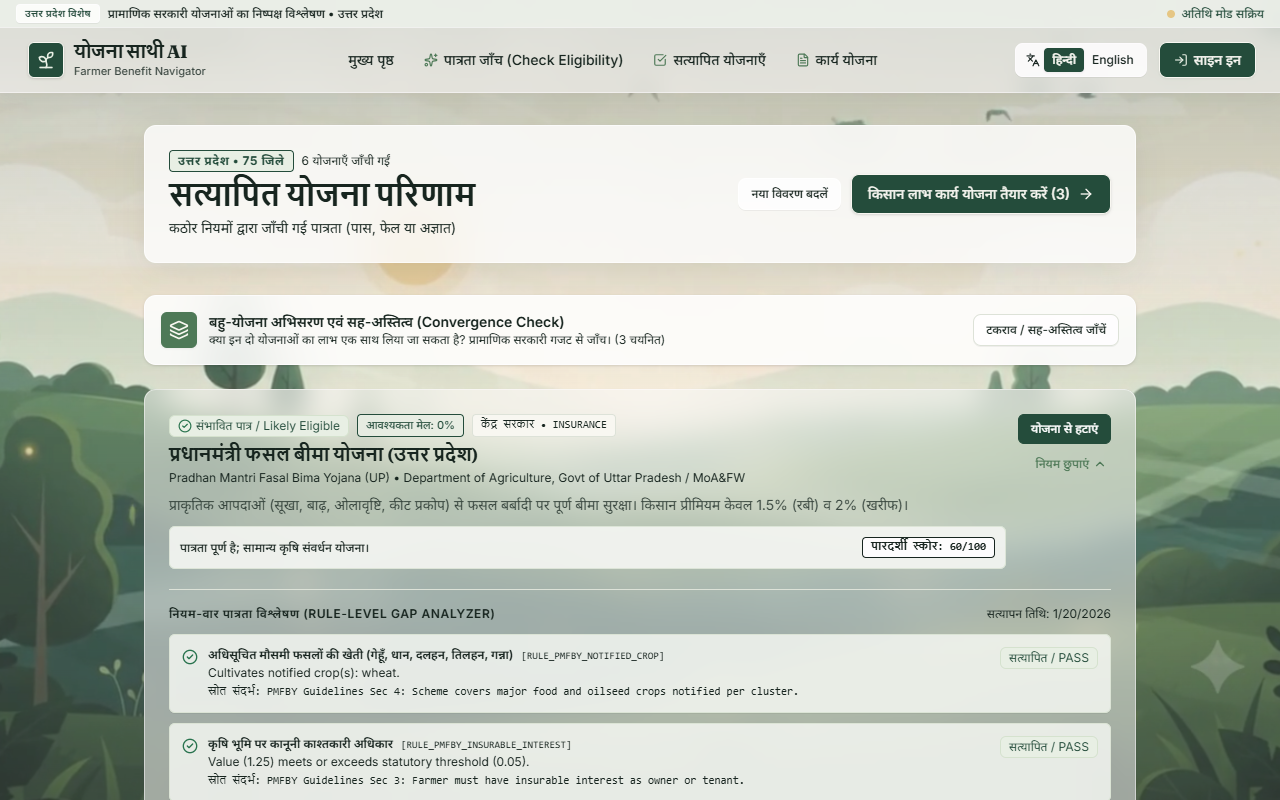 उत्तर प्रदेश विशेष प्रामाणिक सरकारी योजनाओं का निष्पक्ष विश्लेषण • उत्तर प्रदेश
अतिथि मोड सक्रिय
योजना साथी AI
Farmer Benefit Navigator
मुख्य पृष्ठ
पात्रता जाँच (Check Eligibility)
सत्यापित योजनाएँ
कार्य योजना
हिन्दी English
साइन इन
उत्तर प्रदेश • 75 जिले 6 योजनाएँ जाँची गईं
सत्यापित योजना परिणाम
कठोर नियमों द्वारा जाँची गई पात्रता (पास, फेल या अज्ञात)
नया विवरण बदलें
किसान लाभ कार्य योजना तैयार करें (3)
बहु-योजना अभिसरण एवं सह-अस्तित्व (Convergence Check)
क्या इन दो योजनाओं का लाभ एक साथ लिया जा सकता है? प्रामाणिक सरकारी गजट से जाँच। (3 चयनित)
टकराव / सह-अस्तित्व जाँचें
संभावित पात्र / Likely Eligible आवश्यकता मेल: 0% केंद्र सरकार • INSURANCE
प्रधानमंत्री फसल बीमा योजना (उत्तर प्रदेश)
Pradhan Mantri Fasal Bima Yojana (UP) • Department of Agriculture, Govt of Uttar Pradesh / MoA&FW
योजना से हटाएं
नियम छुपाएं
प्राकृतिक आपदाओं (सूखा, बाढ़, ओलावृष्टि, कीट प्रकोप) से फसल बर्बादी पर पूर्ण बीमा सुरक्षा। किसान प्रीमियम केवल 1.5% (रबी) व 2% (खरीफ)।
पात्रता पूर्ण है; सामान्य कृषि संवर्धन योजना।
पारदर्शी स्कोर: 60/100
नियम-वार पात्रता विश्लेषण (RULE-LEVEL GAP ANALYZER)
सत्यापन तिथि: 1/20/2026
अधिसूचित मौसमी फसलों की खेती (गेहूँ, धान, दलहन, तिलहन, गन्ना) [RULE_PMFBY_NOTIFIED_CROP]
सत्यापित / PASS
Cultivates notified crop(s): wheat.
स्रोत संदर्भ: PMFBY Guidelines Sec 4: Scheme covers major food and oilseed crops notified per cluster.
कृषि भूमि पर कानूनी काश्तकारी अधिकार [RULE_PMFBY_INSURABLE_INTEREST]
सत्यापित / PASS
Value (1.25) meets or exceeds statutory threshold (0.05).
स्रोत संदर्भ: PMFBY Guidelines Sec 3: Farmer must have insurable interest as owner or tenant.